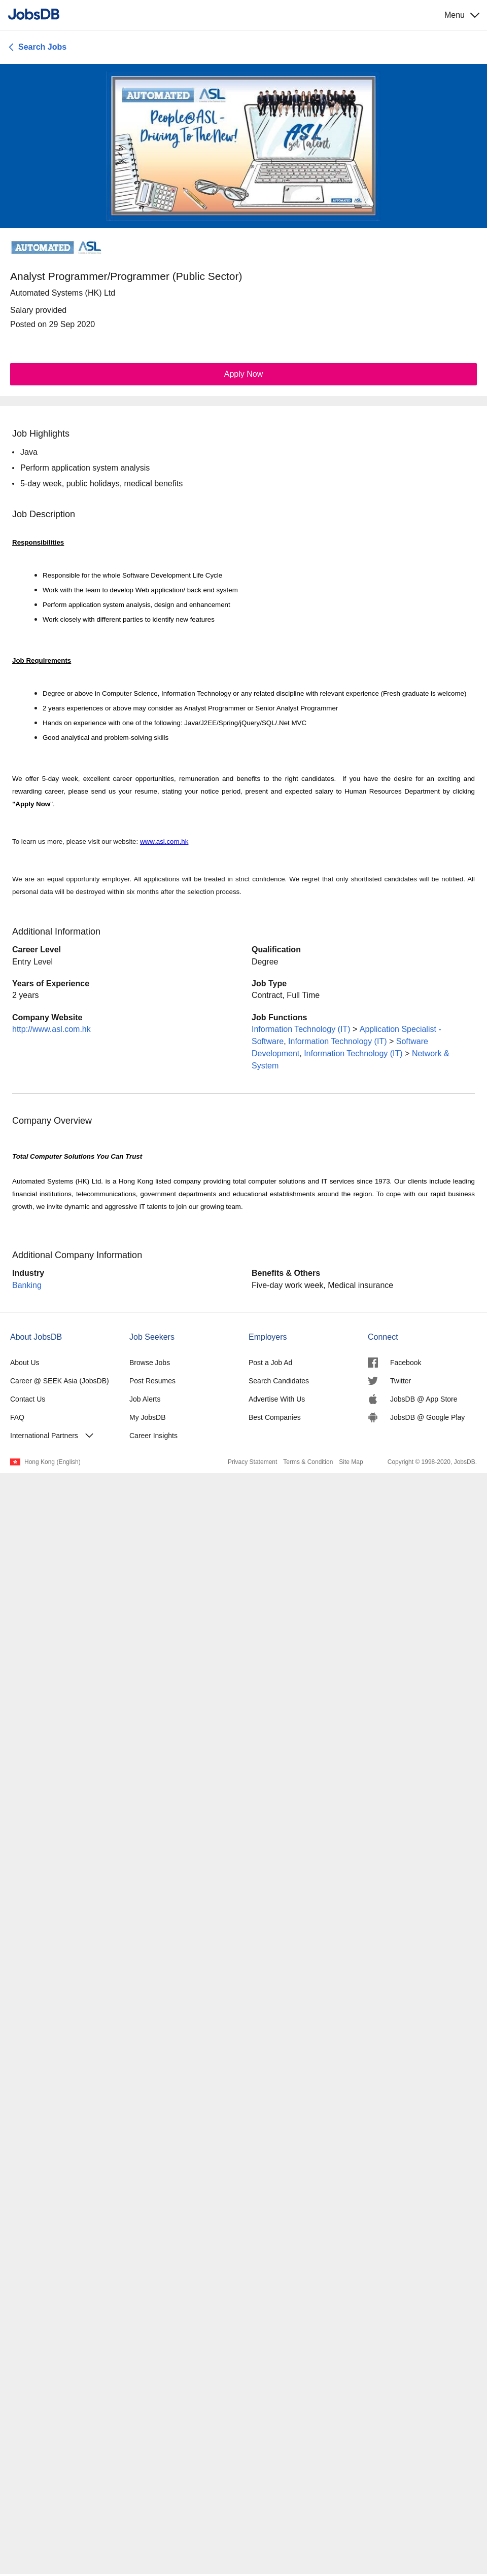 JobsDB
Menu
Search Jobs
AUTOMATED ASL
People@ASL -
Driving To The New!
ASL
got Talent
AUTOMATED ASL
AUTOMATED ASL
Analyst Programmer/Programmer (Public Sector)
Automated Systems (HK) Ltd
Salary provided
Posted on 29 Sep 2020
Apply Now
Job Highlights
• Java
• Perform application system analysis
• 5-day week, public holidays, medical benefits
Job Description
Responsibilities
• Responsible for the whole Software Development Life Cycle
• Work with the team to develop Web application/ back end system
• Perform application system analysis, design and enhancement
• Work closely with different parties to identify new features
Job Requirements
• Degree or above in Computer Science, Information Technology or any related discipline with relevant experience (Fresh graduate is welcome)
• 2 years experiences or above may consider as Analyst Programmer or Senior Analyst Programmer
• Hands on experience with one of the following: Java/J2EE/Spring/jQuery/SQL/.Net MVC
• Good analytical and problem-solving skills
We offer 5-day week, excellent career opportunities, remuneration and benefits to the right candidates. If you have the desire for an exciting and
rewarding career, please send us your resume, stating your notice period, present and expected salary to Human Resources Department by clicking
"Apply Now".
To learn us more, please visit our website: www.asl.com.hk
We are an equal opportunity employer. All applications will be treated in strict confidence. We regret that only shortlisted candidates will be notified. All
personal data will be destroyed within six months after the selection process.
Additional Information
Career Level
Entry Level
Qualification
Degree
Years of Experience
2 years
Job Type
Contract, Full Time
Company Website
http://www.asl.com.hk
Job Functions
Information Technology (IT) > Application Specialist -
Software, Information Technology (IT) > Software
Development, Information Technology (IT) > Network &
System
Company Overview
Total Computer Solutions You Can Trust
Automated Systems (HK) Ltd. is a Hong Kong listed company providing total computer solutions and IT services since 1973. Our clients include leading
financial institutions, telecommunications, government departments and educational establishments around the region. To cope with our rapid business
growth, we invite dynamic and aggressive IT talents to join our growing team.
Additional Company Information
Industry
Banking
Benefits & Others
Five-day work week, Medical insurance
About JobsDB
About Us
Career @ SEEK Asia (JobsDB)
Contact Us
FAQ
International Partners
Job Seekers
Browse Jobs
Post Resumes
Job Alerts
My JobsDB
Career Insights
Employers
Post a Job Ad
Search Candidates
Advertise With Us
Best Companies
Connect
Facebook
Twitter
JobsDB @ App Store
JobsDB @ Google Play
Hong Kong (English)
Privacy Statement Terms & Condition Site Map
Copyright © 1998-2020, JobsDB.